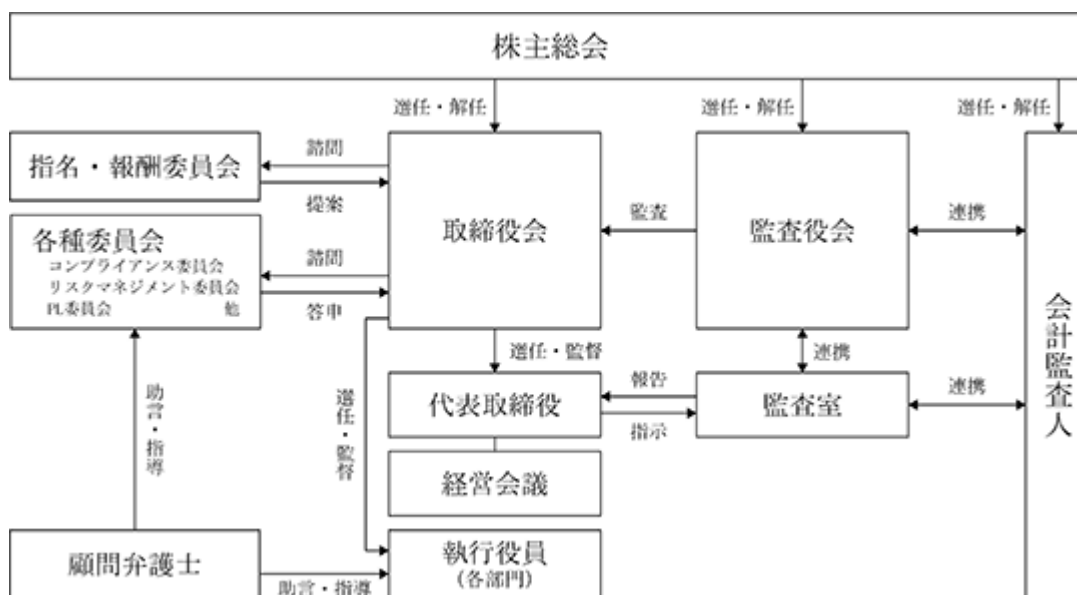 株主総会
選任・解任
選任・解任
選任・解任
指名・報酬委員会
諮問
提案
取締役会
監査
監査役会
連携
各種委員会
コンプライアンス委員会
リスクマネジメント委員会
PL委員会 他
諮問
答申
会計監査人
選任・監督
連携
代表取締役
報告
指示
監査室
連携
助言・指導
選任・監督
経営会議
顧問弁護士
助言・指導
執行役員
(各部門)